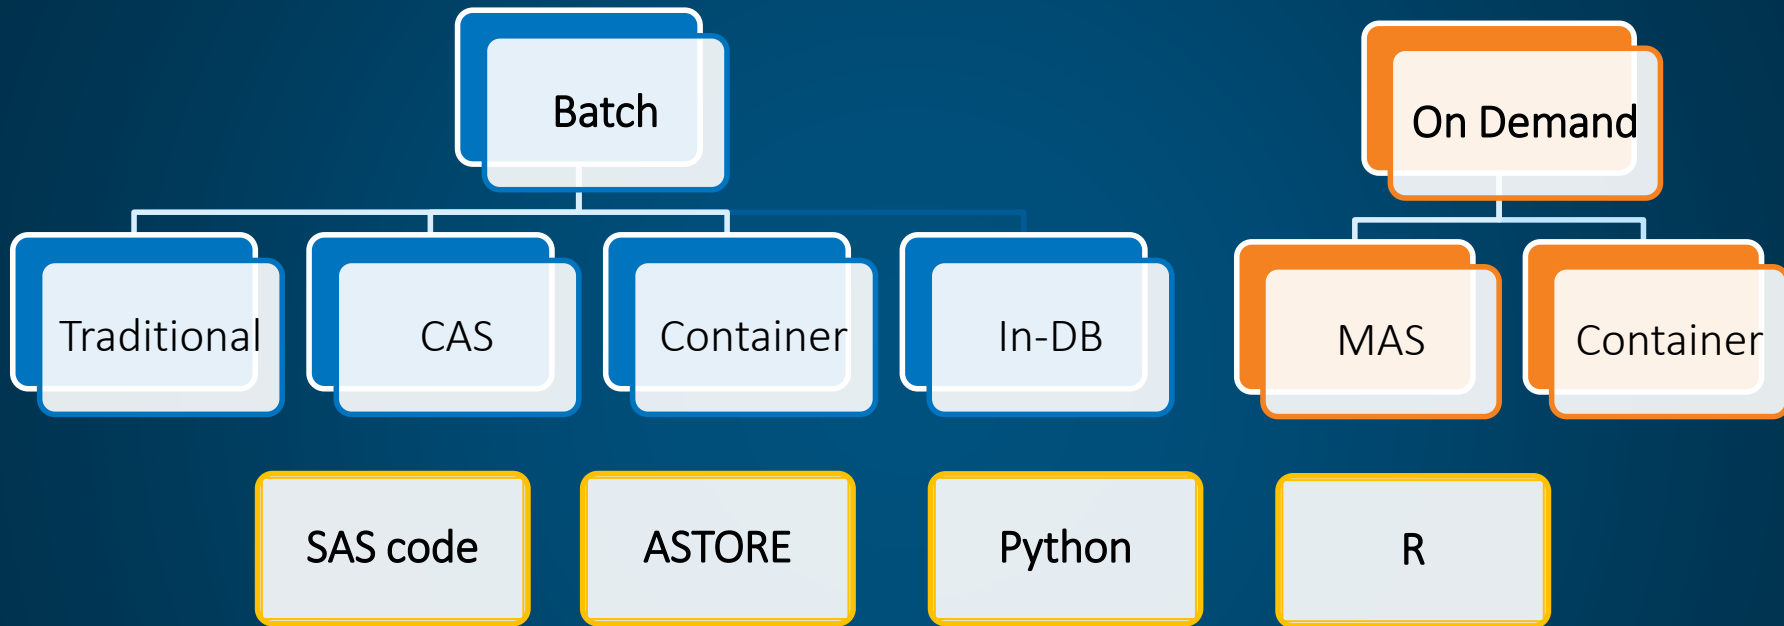 Batch
On Demand
Traditional
CAS
Container
In-DB
MAS
Container
SAS code
ASTORE
Python
R